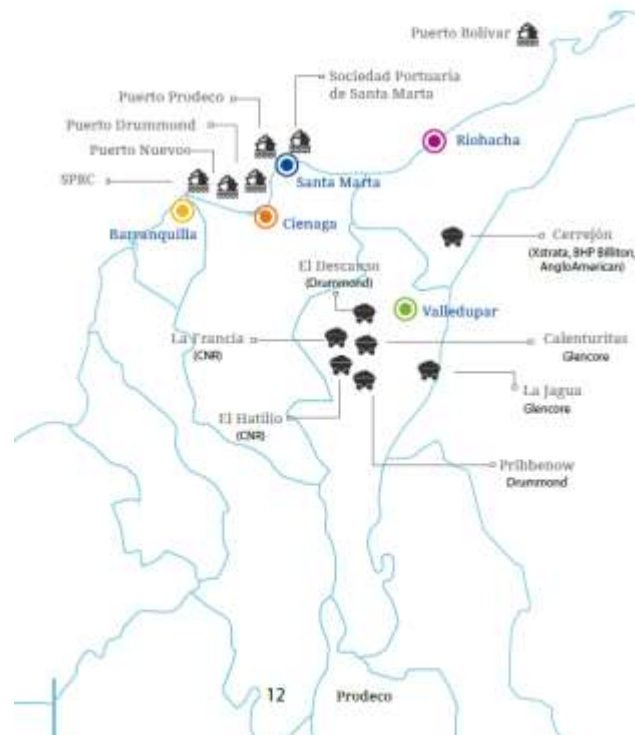 Puerto Bolívar
Sociedad Portuaria
de Santa Marta
Puerto Prodeco
Puerto Drummond
Puerto Nuevo
SPRC
Riohacha
Santa Marta
Cienaga
Barranquilla
Cerrejón
(Xstrata, BHP Billiton,
AngloAmerican)
El Descanso
(Drummond)
Valledupar
La Francia
(CNR)
Calenturitas
Glencore
La Jagua
Glencore
El Hatillo
(CNR)
Pribbenow
Drummond
12
Prodeco